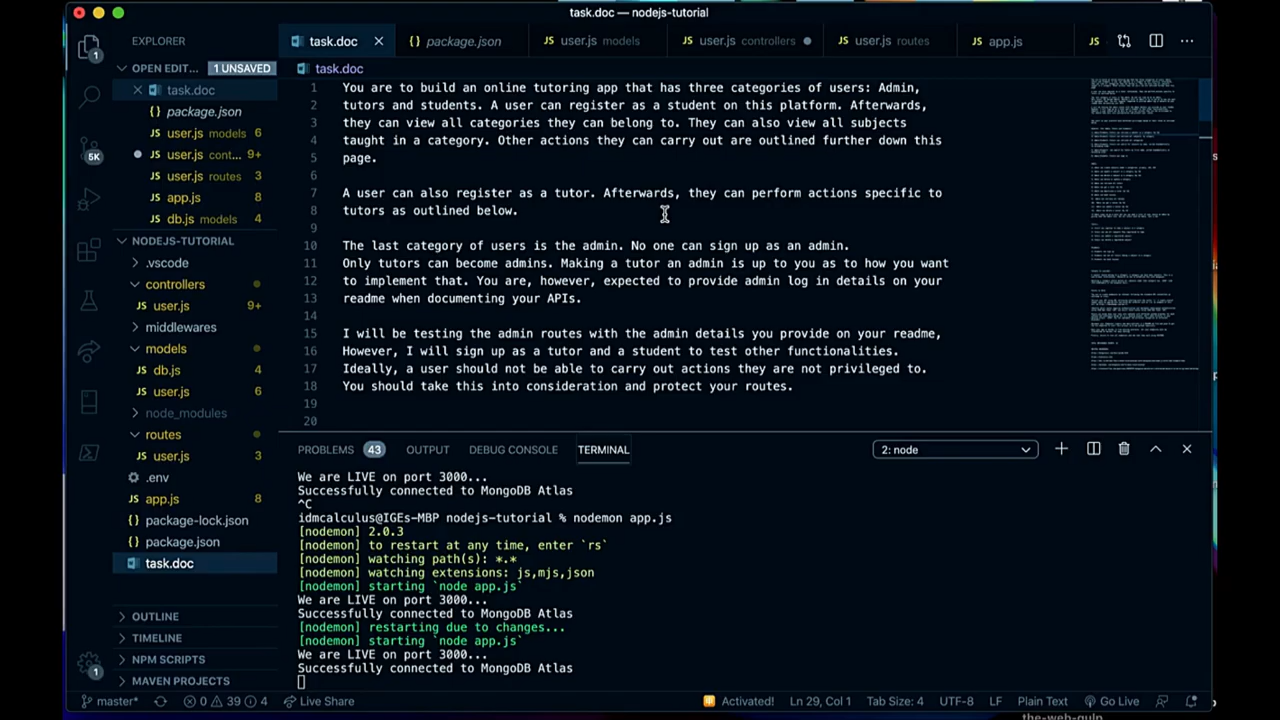 task.doc — nodejs-tutorial
EXPLORER
task.doc
package.json
user.js models
user.js controllers
user.js routes
app.js
JS
1
OPEN EDIT... 1 UNSAVED
task.doc
package.json
user.js models 6
user.js cont... 9+
user.js routes 3
app.js 8
db.js models 4
5K
NODEJS-TUTORIAL
.vscode
controllers
user.js 9+
middlewares
models
db.js 4
user.js 6
node_modules
routes
user.js 3
.env
app.js 8
package-lock.json
package.json
task.doc
OUTLINE
TIMELINE
NPM SCRIPTS
MAVEN PROJECTS
1
task.doc
1 You are to build an online tutoring app that has three categories of users: Admin,
2 tutors and students. A user can register as a student on this platform. Afterwards,
3 they can view all categories they can belong to. They can also view all subjects
4 through each category. Other actions they can carry out are outlined further down this
5 page.
6
7 A user can also register as a tutor. Afterwards, they can perform actions specific to
8 tutors as outlined below.
9
10 The last category of users is the admin. No one can sign up as an admin.
11 Only tutors can become admins. Making a tutor an admin is up to you as to how you want
12 to implement it. You are, however, expected to provide admin log in details on your
13 readme when submitting your APIs.
14
15 I will be testing the admin routes with the admin details you provide on your readme,
16 However, I will sign up as a tutor and a student to test other functionalities.
17 Ideally, a user should not be able to carry out actions they are not privileged to.
18 You should take this into consideration and protect your routes.
19
20
PROBLEMS 43 OUTPUT DEBUG CONSOLE TERMINAL 2: node
We are LIVE on port 3000...
Successfully connected to MongoDB Atlas
^C
idmcalculus@IGEs-MBP nodejs-tutorial % nodemon app.js
[nodemon] 2.0.3
[nodemon] to restart at any time, enter `rs`
[nodemon] watching path(s): *.*
[nodemon] watching extensions: js,mjs,json
[nodemon] starting `node app.js`
We are LIVE on port 3000...
Successfully connected to MongoDB Atlas
[nodemon] restarting due to changes...
[nodemon] starting `node app.js`
We are LIVE on port 3000...
Successfully connected to MongoDB Atlas
master* 0 39 4 Live Share Activated! Ln 29, Col 1 Tab Size: 4 UTF-8 LF Plain Text Go Live